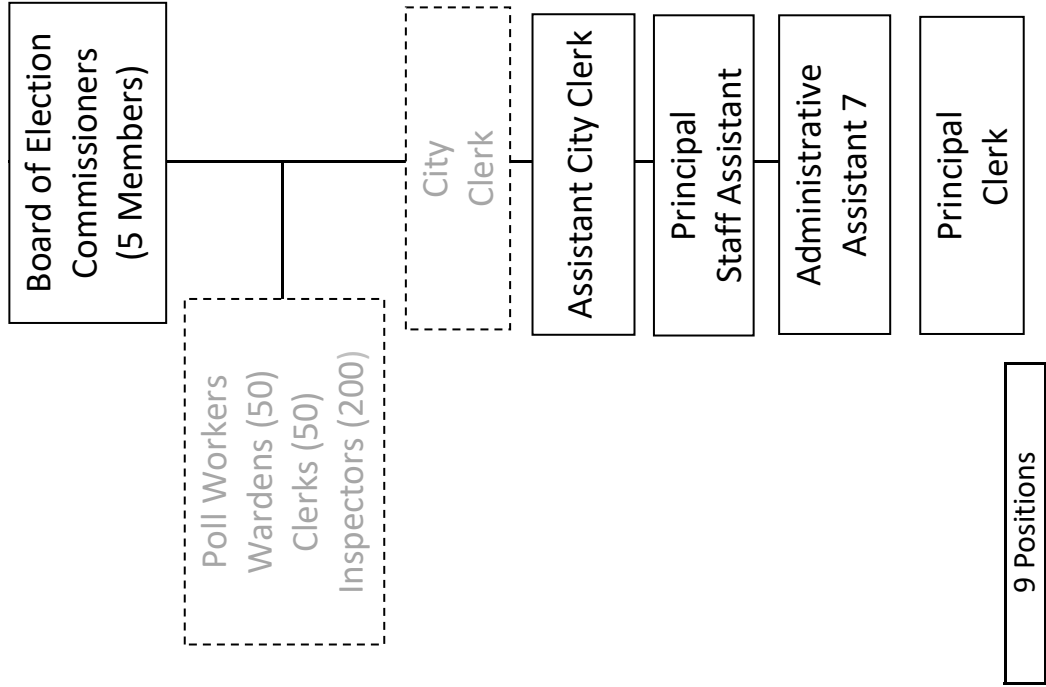 Board of Election
Commissioners
(5 Members)
Poll Workers
Wardens (50)
Clerks (50)
Inspectors (200)
City
Clerk
Assistant City Clerk
Principal
Staff Assistant
Administrative
Assistant 7
Principal
Clerk
9 Positions